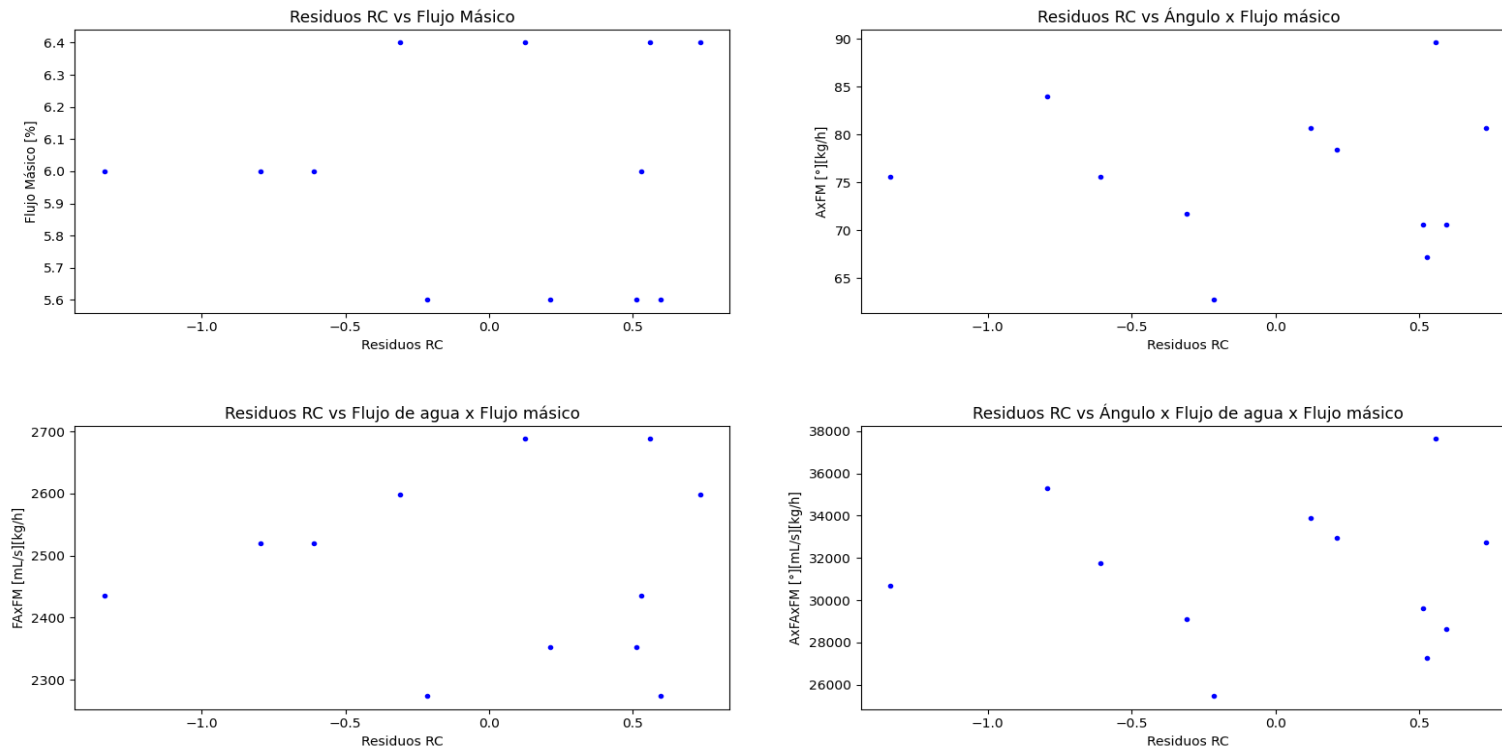 Residuos RC vs Flujo Másico
Flujo Másico [%]
6.4
6.3
6.2
6.1
6.0
5.9
5.8
5.7
5.6
−1.0 −0.5 0.0 0.5
Residuos RC
Residuos RC vs Ángulo x Flujo másico
AxFM [°][kg/h]
90
85
80
75
70
65
−1.0 −0.5 0.0 0.5
Residuos RC
Residuos RC vs Flujo de agua x Flujo másico
FAxFM [mL/s][kg/h]
2700
2600
2500
2400
2300
−1.0 −0.5 0.0 0.5
Residuos RC
Residuos RC vs Ángulo x Flujo de agua x Flujo másico
AxFAxFM [°][mL/s][kg/h]
38000
36000
34000
32000
30000
28000
26000
−1.0 −0.5 0.0 0.5
Residuos RC